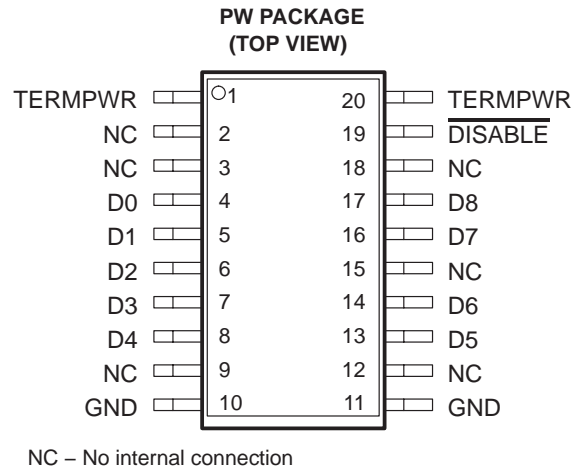 PW PACKAGE
(TOP VIEW)
TERMPWR 1 20 TERMPWR
NC 2 19 DISABLE
NC 3 18 NC
D0 4 17 D8
D1 5 16 D7
D2 6 15 NC
D3 7 14 D6
D4 8 13 D5
NC 9 12 NC
GND 10 11 GND
NC – No internal connection